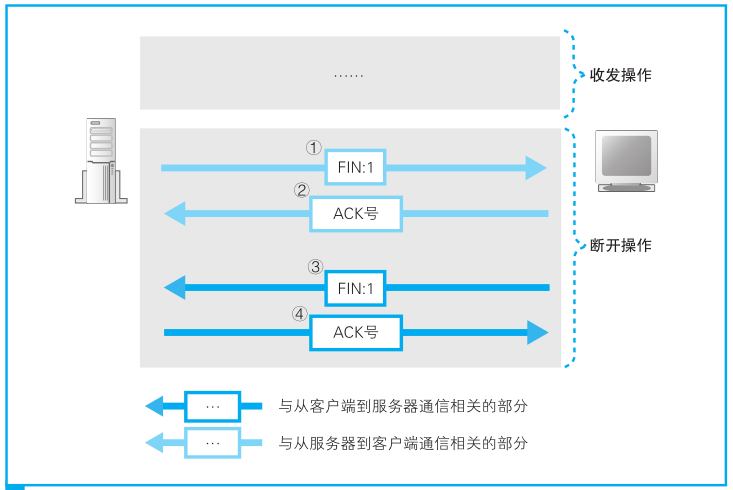 ……
收发操作
① FIN:1
② ACK号
断开操作
③ FIN:1
④ ACK号
… 与从客户端到服务器通信相关的部分
… 与从服务器到客户端通信相关的部分